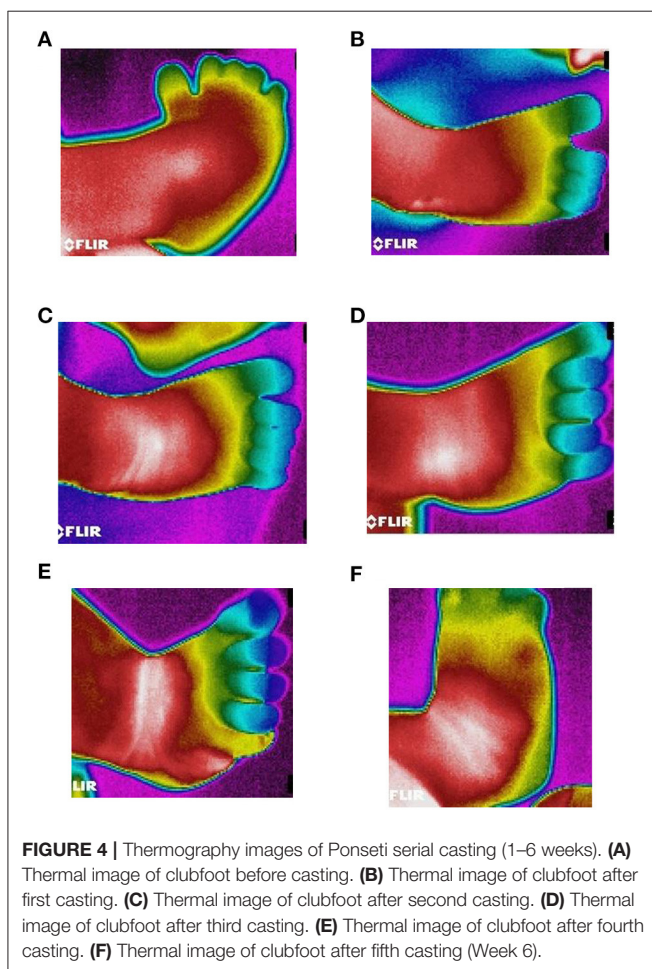 A
B
FLIR
FLIR
C
D
FLIR
FLIR
E
F
LIR
FLIR
FIGURE 4 | Thermography images of Ponseti serial casting (1–6 weeks). (A)
Thermal image of clubfoot before casting. (B) Thermal image of clubfoot after
first casting. (C) Thermal image of clubfoot after second casting. (D) Thermal
image of clubfoot after third casting. (E) Thermal image of clubfoot after fourth
casting. (F) Thermal image of clubfoot after fifth casting (Week 6).